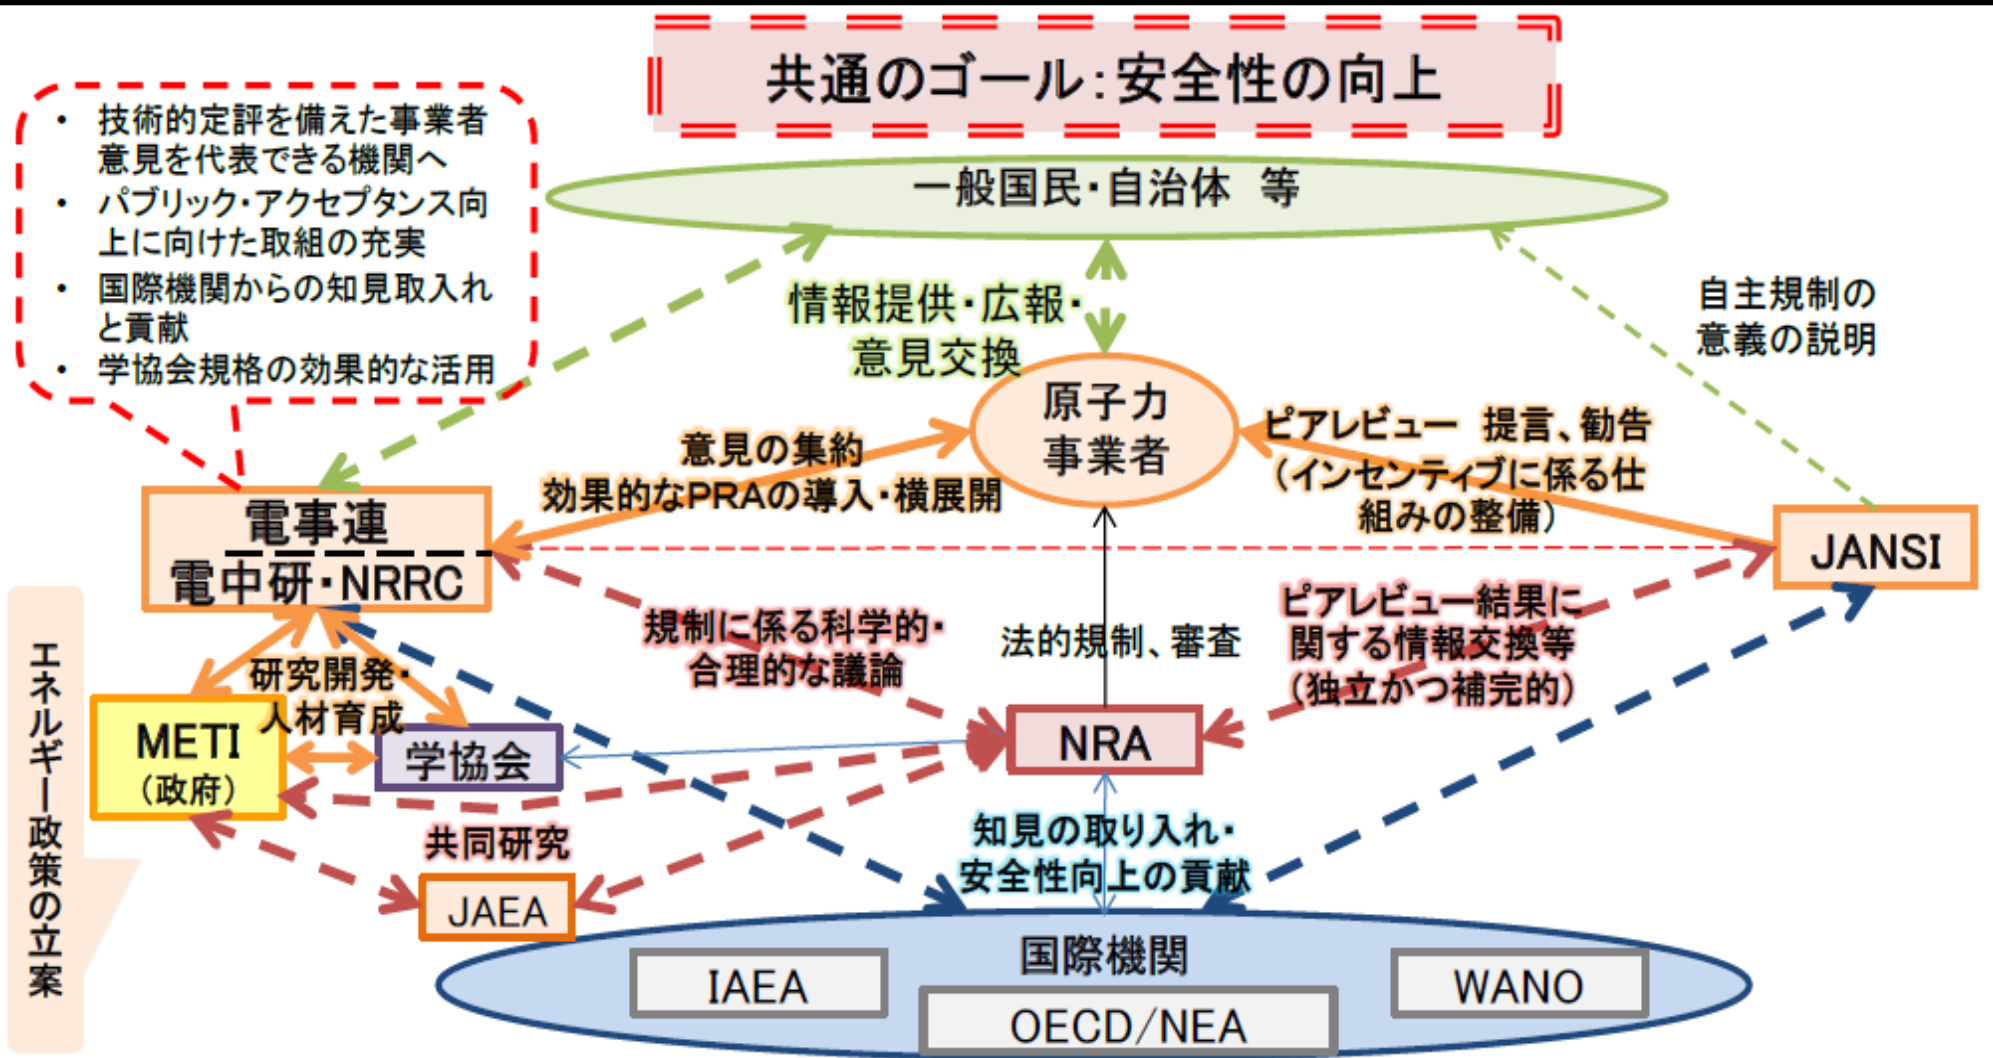 共通のゴール：安全性の向上
・ 技術的定評を備えた事業者
意見を代表できる機関へ
・ パブリック・アクセプタンス向
上に向けた取組の充実
・ 国際機関からの知見取入れ
と貢献
・ 学協会規格の効果的な活用
一般国民・自治体　等
情報提供・広報・
意見交換
自主規制の
意義の説明
原子力
事業者
意見の集約
効果的なPRAの導入・横展開
ピアレビュー　提言、勧告
（インセンティブに係る仕
組みの整備）
電事連
電中研・NRRC
JANSI
規制に係る科学的・
合理的な議論
法的規制、審査
ピアレビュー結果に
関する情報交換等
（独立かつ補完的）
エネルギー政策の立案
研究開発・
人材育成
METI
（政府）
学協会
NRA
共同研究
知見の取り入れ・
安全性向上の貢献
JAEA
国際機関
IAEA
OECD/NEA
WANO